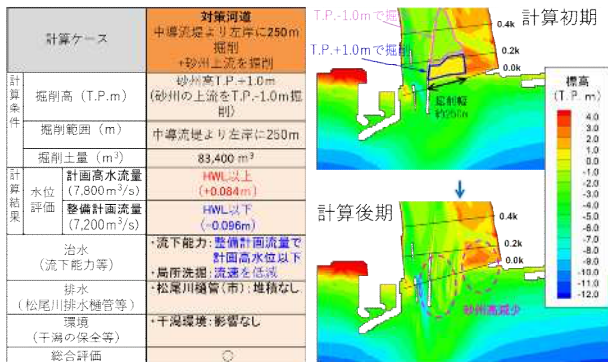 計算ケース
対策河道
中導流堤より左岸に250m
掘削
+砂州上流を掘削
計算条件
掘削高(T.P.m)
砂州高T.P.+1.0m
(砂州の上流をT.P.-1.0m掘
削)
掘削範囲(m)
中導流堤より左岸に250m
掘削土量(m³)
83,400 m³
計算結果
水位
評価
計画高水流量
(7,800m³/s)
HWL以上
(+0.084m)
整備計画流量
(7,200m³/s)
HWL以下
(-0.096m)
治水
(流下能力等)
・流下能力:整備計画流量で
計画高水位以下
・局所洗掘:流速を低減
排水
(松尾川排水樋管等)
・松尾川樋管(市):堆積なし
環境
(干潟の保全等)
・干潟環境:影響なし
総合評価
○
T.P.-1.0mで掘削
T.P.+1.0mで掘削
計算初期
0.4k
0.2k
0.0k
掘削幅
約250m
計算後期
0.4k
0.2k
0.0k
砂州高減少
標高
(T.P.m)
4.0
3.0
2.0
1.0
0.0
-1.0
-2.0
-3.0
-4.0
-5.0
-6.0
-7.0
-8.0
-9.0
-10.0
-11.0
-12.0